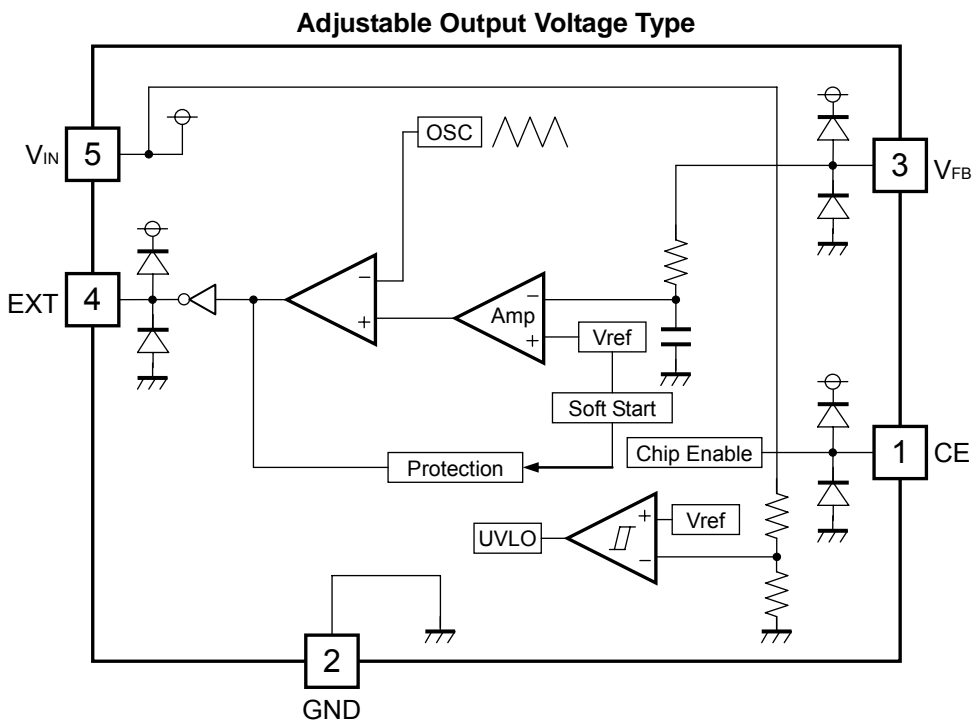 Adjustable Output Voltage Type
OSC
VIN
5
3
VFB
EXT
4
-
+
Amp
-
+
Vref
Soft Start
Chip Enable
1
CE
Protection
UVLO
+
-
Vref
2
GND